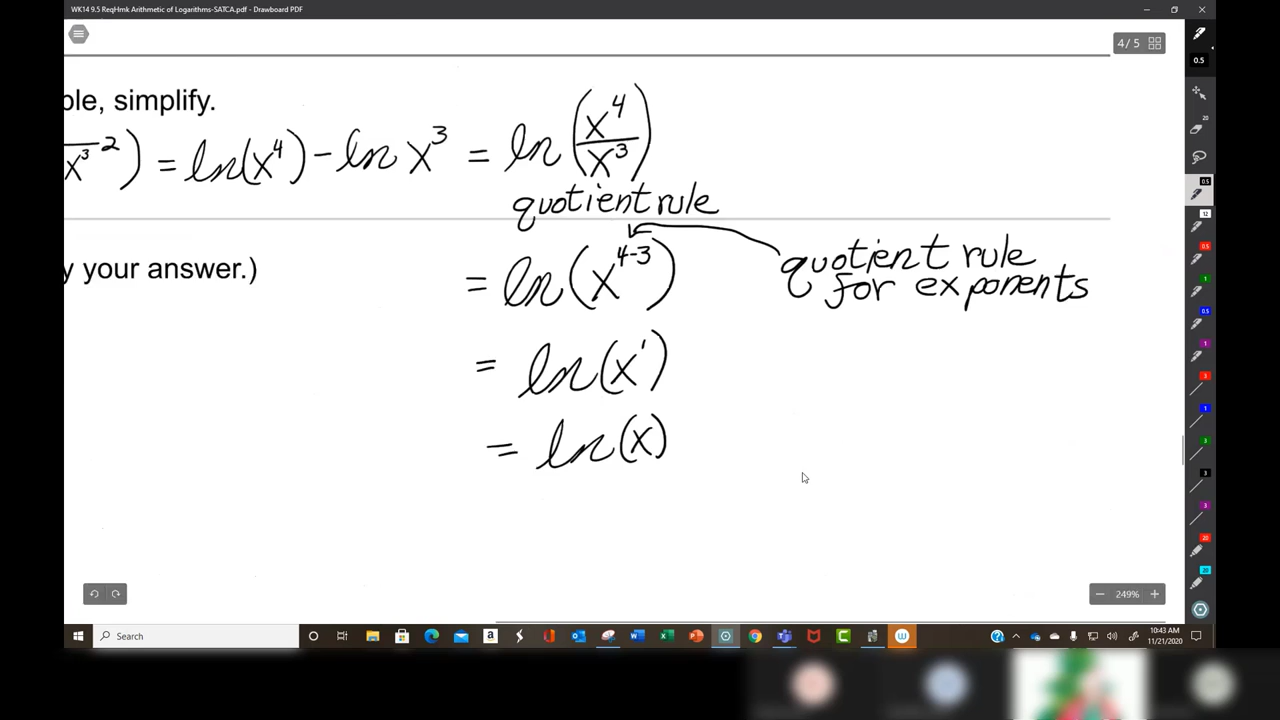 WK14 9.5 ReqHmk Arithmetic of Logarithms-SATCA.pdf - Drawboard PDF
4 / 5
0.5
ple, simplify.
x³ ²) = ln(x⁴) - ln x³ = ln(x⁴/x³)
quotient rule
y your answer.)
= ln(x⁴⁻³)
quotient rule
for exponents
= ln(x¹)
= ln(x)
249%
Search
10:43 AM
11/21/2020